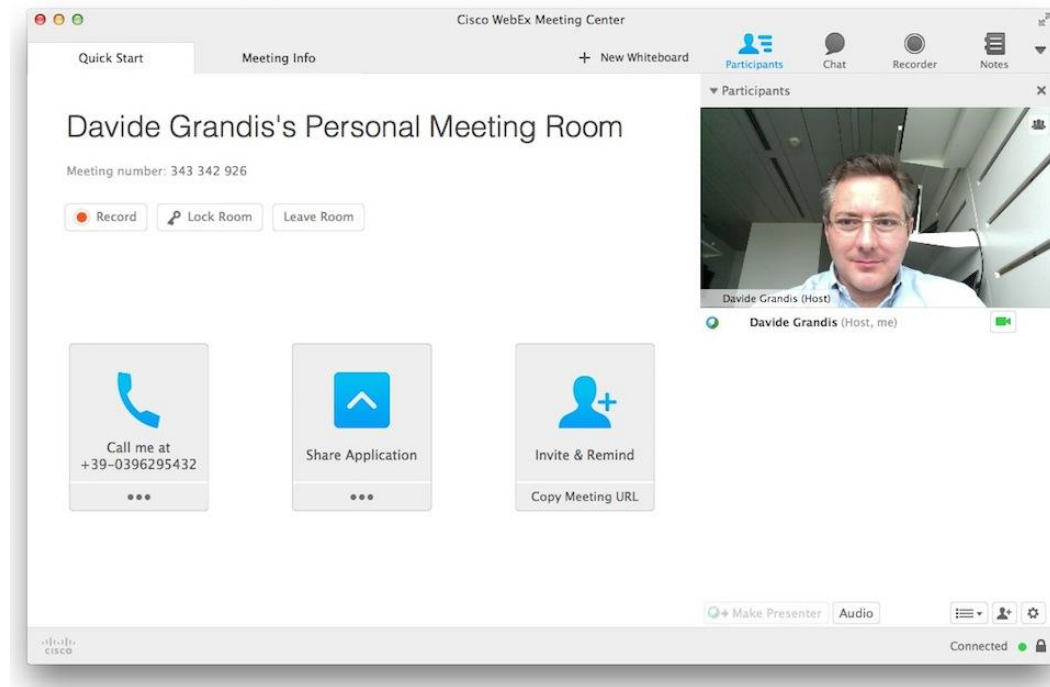 Cisco WebEx Meeting Center
Quick Start
Meeting Info
+ New Whiteboard
Participants
Chat
Recorder
Notes
Participants
Davide Grandis's Personal Meeting Room
Meeting number: 343 342 926
Record
Lock Room
Leave Room
Davide Grandis (Host)
Davide Grandis (Host, me)
Call me at
+39-0396295432
Share Application
Invite & Remind
Copy Meeting URL
Make Presenter
Audio
CISCO
Connected